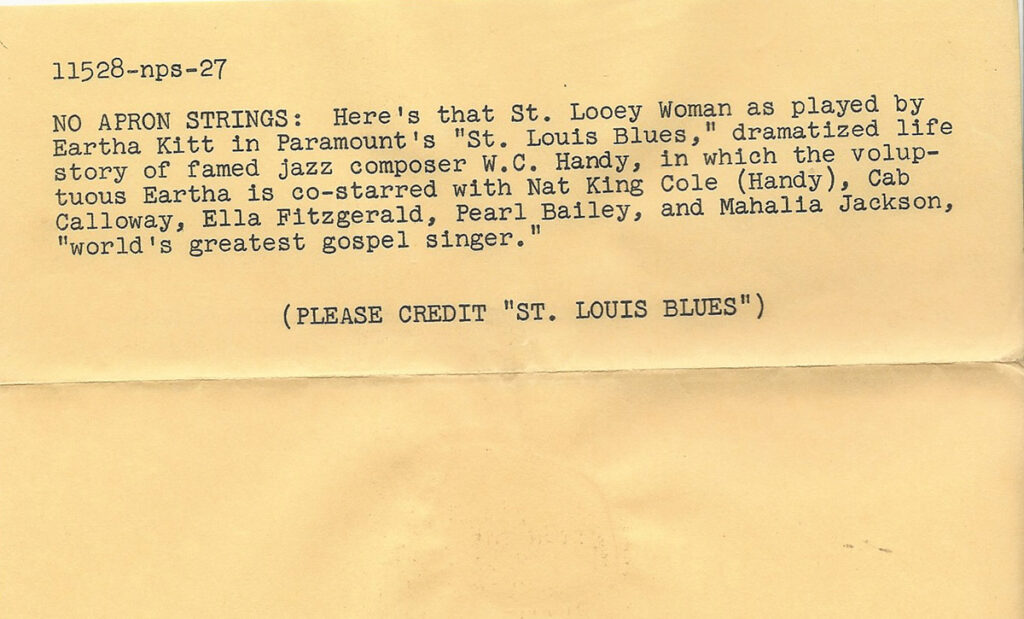 11528-nps-27
NO APRON STRINGS: Here's that St. Looey Woman as played by
Eartha Kitt in Paramount's "St. Louis Blues," dramatized life
story of famed jazz composer W.C. Handy, in which the volup-
tuous Eartha is co-starred with Nat King Cole (Handy), Cab
Calloway, Ella Fitzgerald, Pearl Bailey, and Mahalia Jackson,
"world's greatest gospel singer."
(PLEASE CREDIT "ST. LOUIS BLUES")